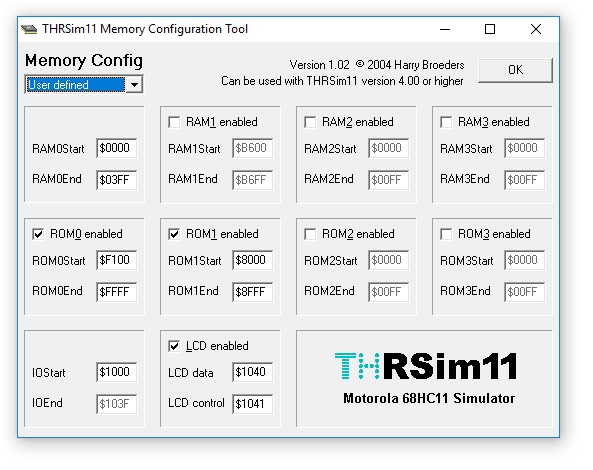 THRSim11 Memory Configuration Tool
Memory Config
Version 1.02 © 2004 Harry Broeders
Can be used with THRSim11 version 4.00 or higher
OK
User defined
RAM0Start $0000
RAM0End $03FF
RAM1 enabled
RAM1Start $B600
RAM1End $B6FF
RAM2 enabled
RAM2Start $0000
RAM2End $00FF
RAM3 enabled
RAM3Start $0000
RAM3End $00FF
ROM0 enabled
ROM0Start $F100
ROM0End $FFFF
ROM1 enabled
ROM1Start $8000
ROM1End $8FFF
ROM2 enabled
ROM2Start $0000
ROM2End $00FF
ROM3 enabled
ROM3Start $0000
ROM3End $00FF
IOStart $1000
IOEnd $103F
LCD enabled
LCD data $1040
LCD control $1041
THRSim11
Motorola 68HC11 Simulator